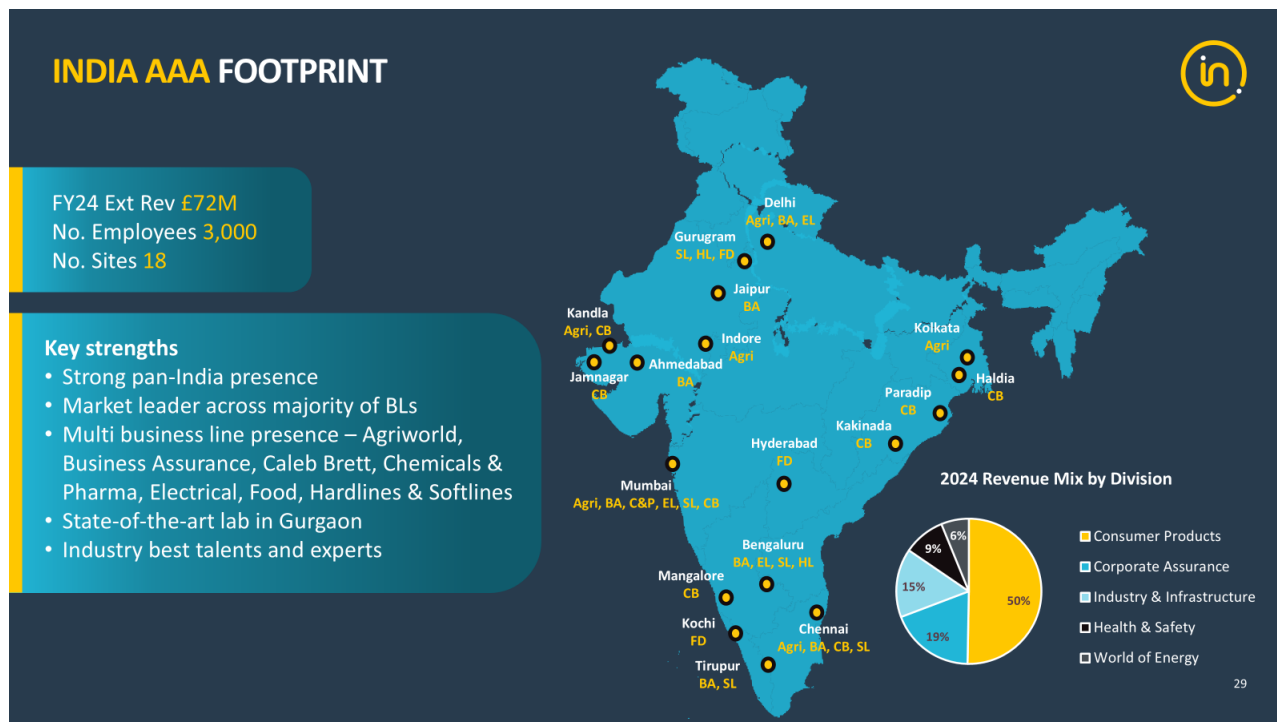 INDIA AAA FOOTPRINT
in
FY24 Ext Rev £72M
No. Employees 3,000
No. Sites 18
Key strengths
• Strong pan-India presence
• Market leader across majority of BLs
• Multi business line presence – Agriworld,
Business Assurance, Caleb Brett, Chemicals &
Pharma, Electrical, Food, Hardlines & Softlines
• State-of-the-art lab in Gurgaon
• Industry best talents and experts
Delhi
Agri, BA, EL
Gurugram
SL, HL, FD
Jaipur
BA
Kandla
Agri, CB
Indore
Agri
Kolkata
Agri
Jamnagar
CB
Ahmedabad
BA
Haldia
CB
Paradip
CB
Kakinada
CB
Hyderabad
FD
Mumbai
Agri, BA, C&P, EL, SL, CB
Bengaluru
BA, EL, SL, HL
Mangalore
CB
Kochi
FD
Chennai
Agri, BA, CB, SL
Tirupur
BA, SL
2024 Revenue Mix by Division
6%
9%
15%
19%
50%
Consumer Products
Corporate Assurance
Industry & Infrastructure
Health & Safety
World of Energy
29